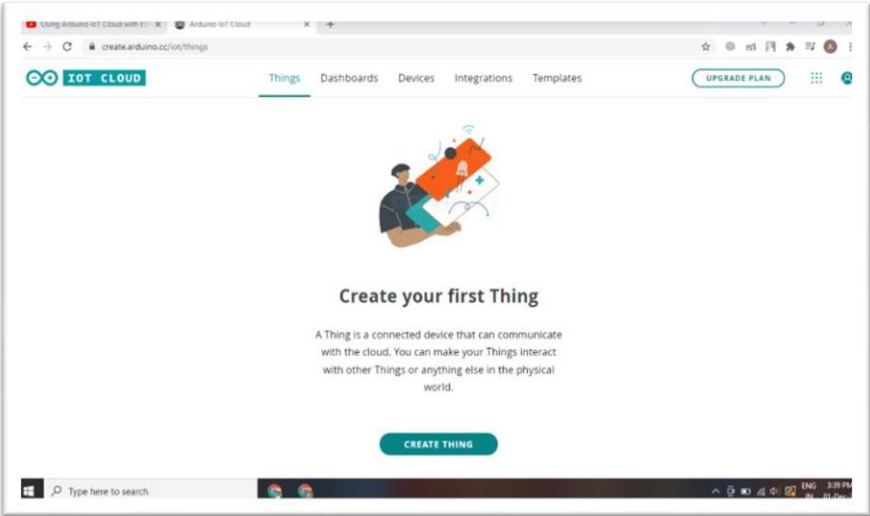 Using Arduino IoT Cloud with E
Arduino IoT Cloud
create.arduino.cc/iot/things
IOT CLOUD
Things
Dashboards
Devices
Integrations
Templates
UPGRADE PLAN
Create your first Thing
A Thing is a connected device that can communicate
with the cloud. You can make your Things interact
with other Things or anything else in the physical
world.
CREATE THING
Type here to search
ENG
3:39 PM
IN
01-Dec-